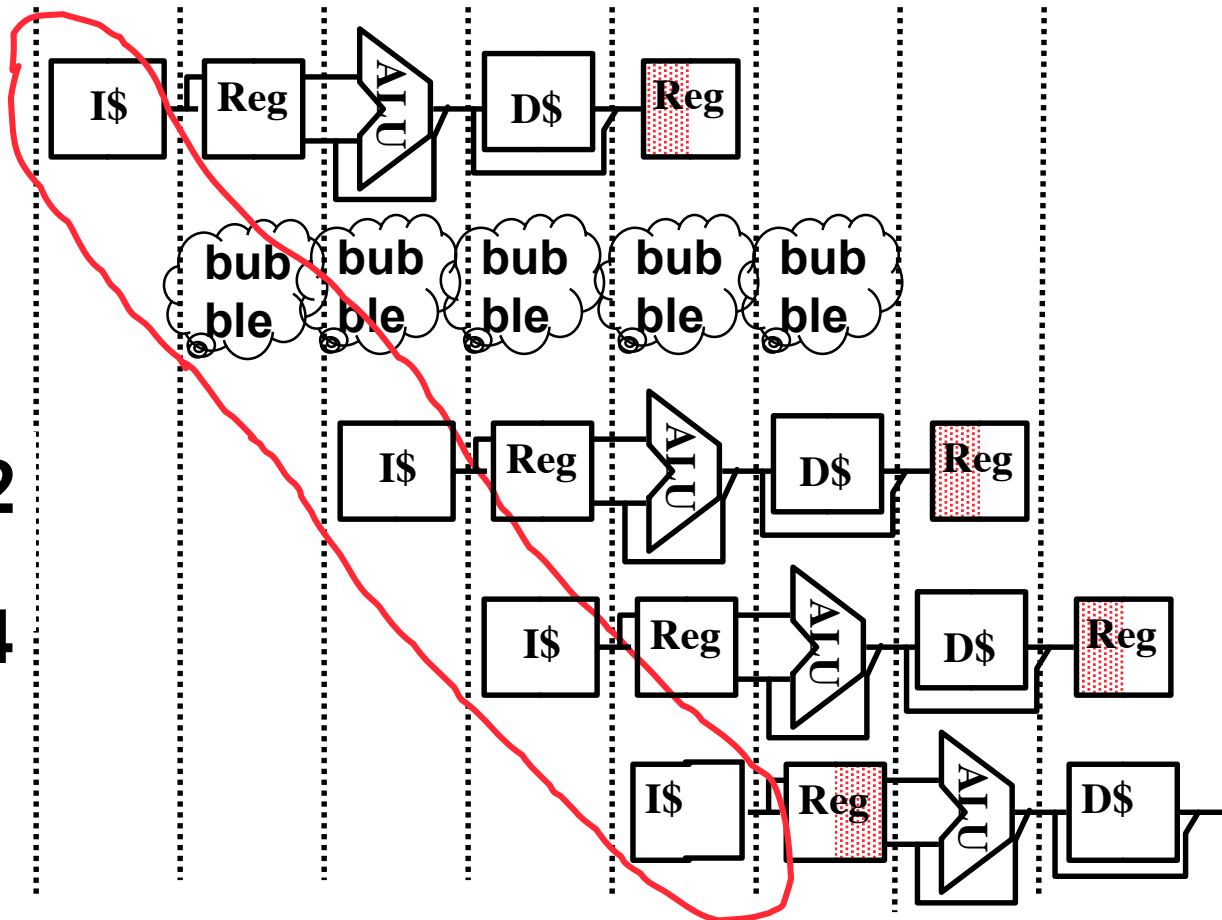 I$ Reg ALU D$ Reg
bub bub bub bub bub
ble ble ble ble ble
2 I$ Reg ALU D$ Reg
4 I$ Reg ALU D$ Reg
I$ Reg ALU D$